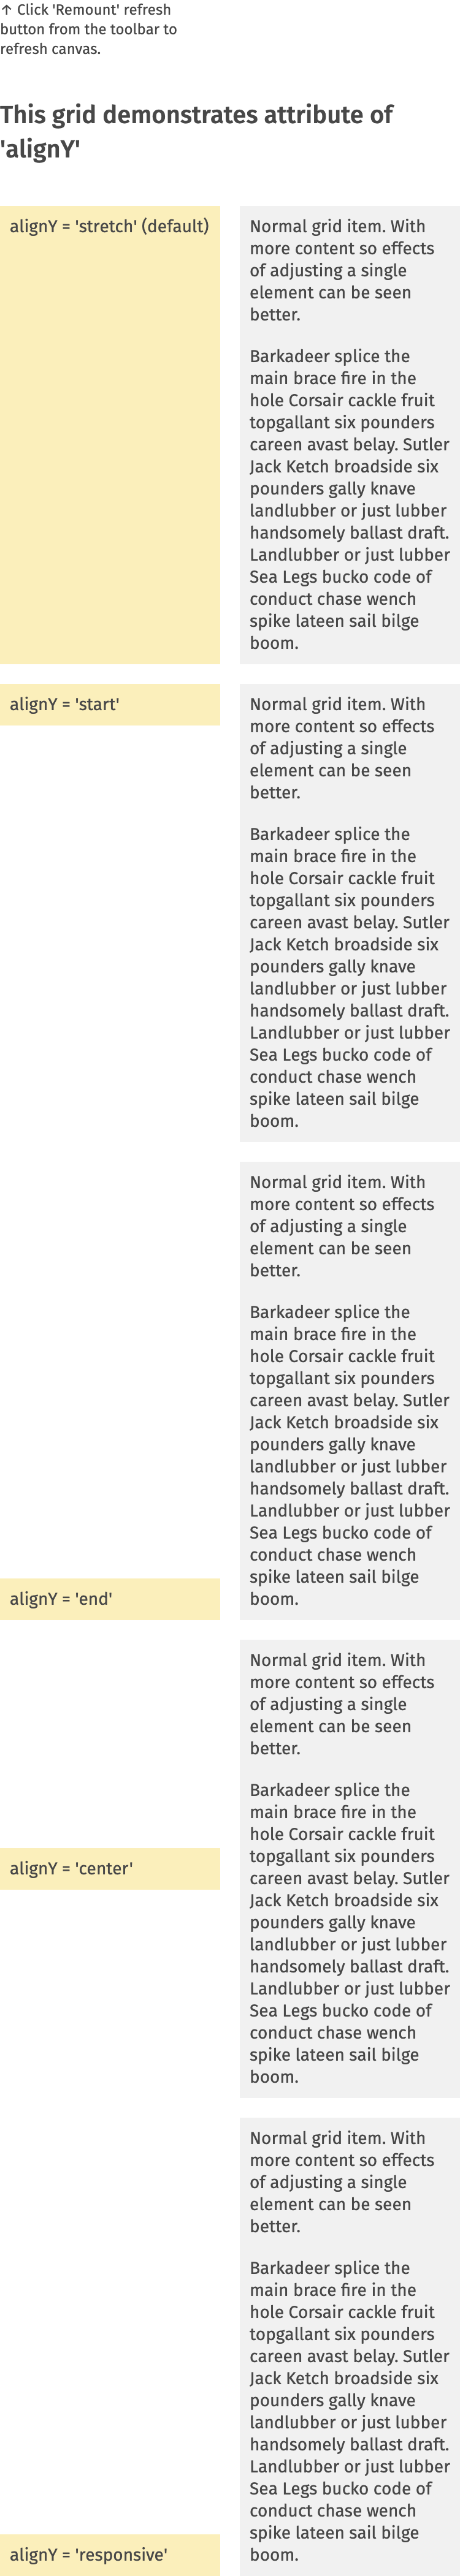 ↑ Click 'Remount' refresh
button from the toolbar to
refresh canvas.
This grid demonstrates attribute of
'alignY'
alignY = 'stretch' (default)
Normal grid item. With
more content so effects
of adjusting a single
element can be seen
better.
Barkadeer splice the
main brace fire in the
hole Corsair cackle fruit
topgallant six pounders
careen avast belay. Sutler
Jack Ketch broadside six
pounders gally knave
landlubber or just lubber
handsomely ballast draft.
Landlubber or just lubber
Sea Legs bucko code of
conduct chase wench
spike lateen sail bilge
boom.
alignY = 'start'
Normal grid item. With
more content so effects
of adjusting a single
element can be seen
better.
Barkadeer splice the
main brace fire in the
hole Corsair cackle fruit
topgallant six pounders
careen avast belay. Sutler
Jack Ketch broadside six
pounders gally knave
landlubber or just lubber
handsomely ballast draft.
Landlubber or just lubber
Sea Legs bucko code of
conduct chase wench
spike lateen sail bilge
boom.
alignY = 'end'
Normal grid item. With
more content so effects
of adjusting a single
element can be seen
better.
Barkadeer splice the
main brace fire in the
hole Corsair cackle fruit
topgallant six pounders
careen avast belay. Sutler
Jack Ketch broadside six
pounders gally knave
landlubber or just lubber
handsomely ballast draft.
Landlubber or just lubber
Sea Legs bucko code of
conduct chase wench
spike lateen sail bilge
boom.
alignY = 'center'
Normal grid item. With
more content so effects
of adjusting a single
element can be seen
better.
Barkadeer splice the
main brace fire in the
hole Corsair cackle fruit
topgallant six pounders
careen avast belay. Sutler
Jack Ketch broadside six
pounders gally knave
landlubber or just lubber
handsomely ballast draft.
Landlubber or just lubber
Sea Legs bucko code of
conduct chase wench
spike lateen sail bilge
boom.
alignY = 'responsive'
Normal grid item. With
more content so effects
of adjusting a single
element can be seen
better.
Barkadeer splice the
main brace fire in the
hole Corsair cackle fruit
topgallant six pounders
careen avast belay. Sutler
Jack Ketch broadside six
pounders gally knave
landlubber or just lubber
handsomely ballast draft.
Landlubber or just lubber
Sea Legs bucko code of
conduct chase wench
spike lateen sail bilge
boom.